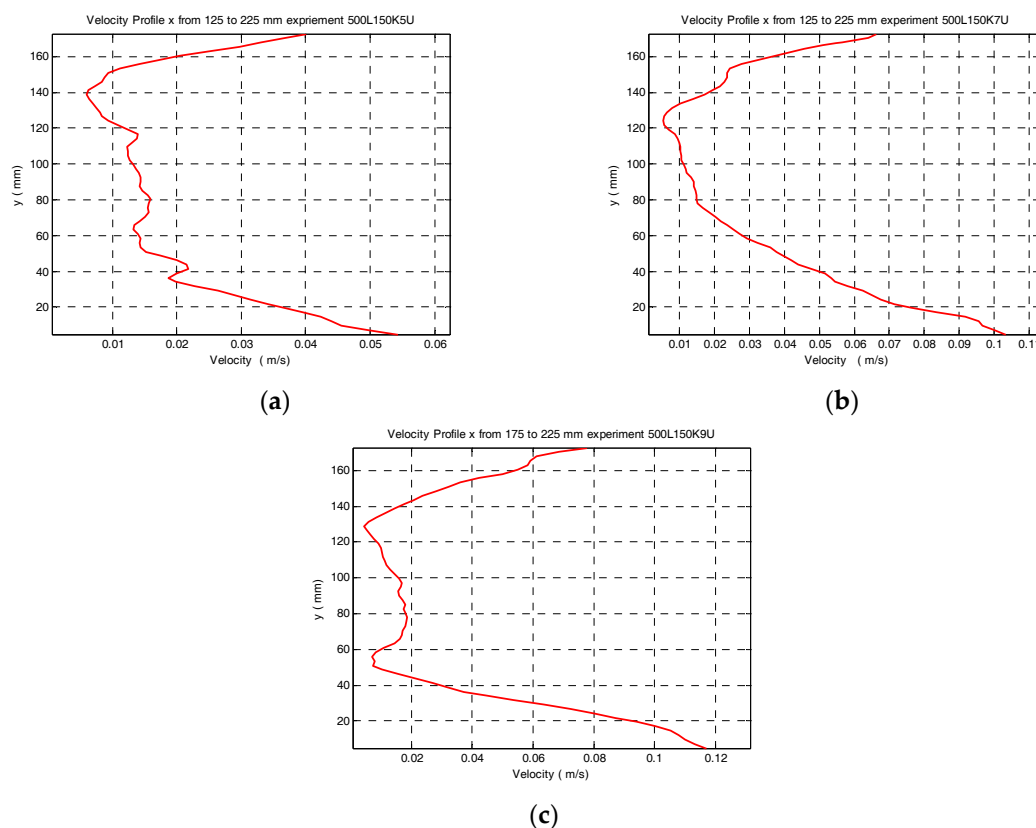 Velocity Profile x from 125 to 225 mm expriement 500L150K5U
160
140
120
100
80
60
40
20
y ( mm)
0.01 0.02 0.03 0.04 0.05 0.06
Velocity ( m/s)
(a)
Velocity Profile x from 125 to 225 mm experiment 500L150K7U
160
140
120
100
80
60
40
20
y ( mm)
0.01 0.02 0.03 0.04 0.05 0.06 0.07 0.08 0.09 0.1 0.11
Velocity ( m/s)
(b)
Velocity Profile x from 175 to 225 mm experiment 500L150K9U
160
140
120
100
80
60
40
20
y ( mm)
0.02 0.04 0.06 0.08 0.1 0.12
Velocity ( m/s)
(c)